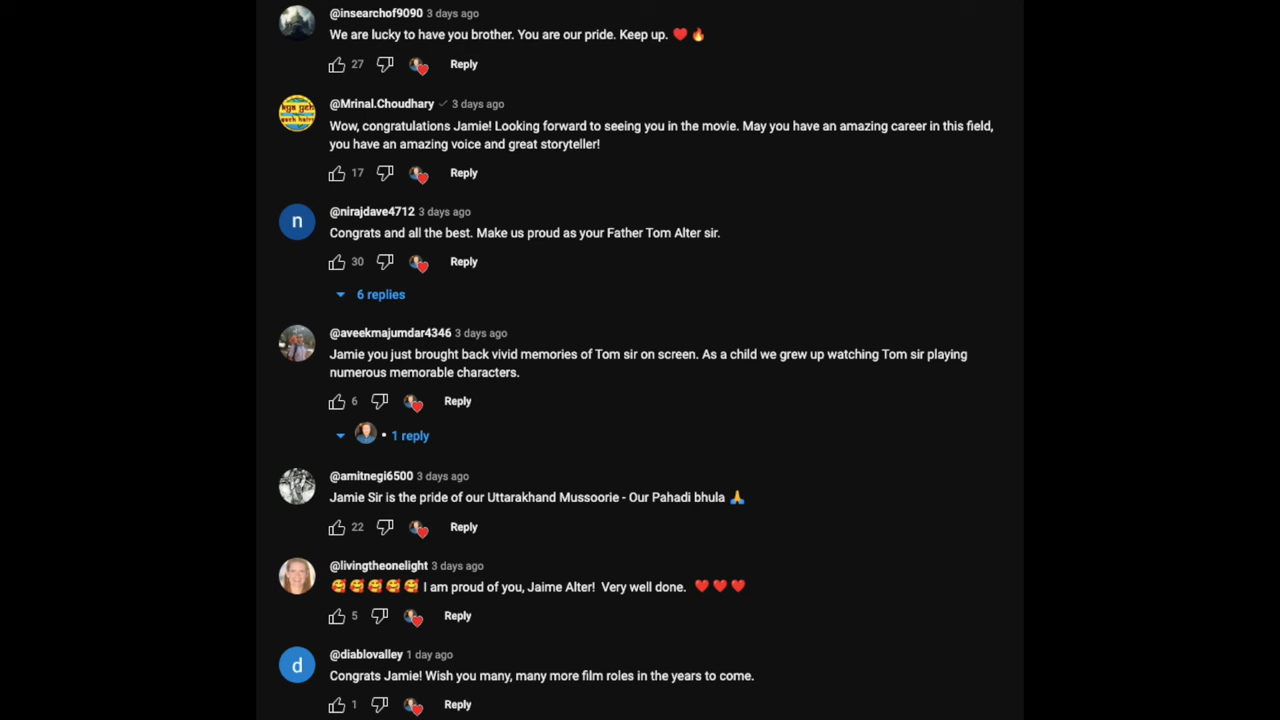 @insearchof9090 3 days ago
We are lucky to have you brother. You are our pride. Keep up. ❤️🔥
27 Reply
kya yeh sach hain
@Mrinal.Choudhary 3 days ago
Wow, congratulations Jamie! Looking forward to seeing you in the movie. May you have an amazing career in this field,
you have an amazing voice and great storyteller!
17 Reply
n
@nirajdave4712 3 days ago
Congrats and all the best. Make us proud as your Father Tom Alter sir.
30 Reply
6 replies
@aveekmajumdar4346 3 days ago
Jamie you just brought back vivid memories of Tom sir on screen. As a child we grew up watching Tom sir playing
numerous memorable characters.
6 Reply
• 1 reply
@amitnegi6500 3 days ago
Jamie Sir is the pride of our Uttarakhand Mussoorie - Our Pahadi bhula 🙏
22 Reply
@livingtheonelight 3 days ago
🥰🥰🥰🥰🥰 I am proud of you, Jaime Alter! Very well done. ❤️❤️❤️
5 Reply
d
@diablovalley 1 day ago
Congrats Jamie! Wish you many, many more film roles in the years to come.
1 Reply